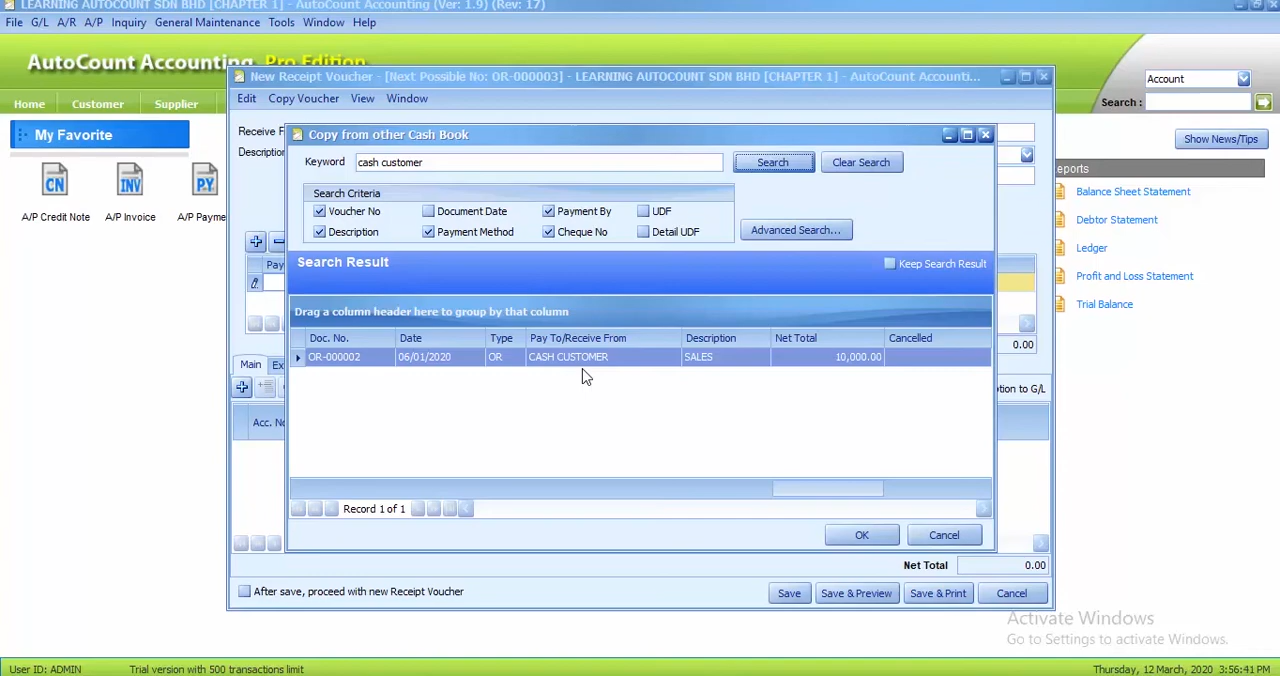 LEARNING AUTOCOUNT SDN BHD [CHAPTER 1] - AutoCount Accounting (Ver: 1.9) (Rev: 17)
File G/L A/R A/P Inquiry General Maintenance Tools Window Help
AutoCount Accounting Pro Edition
New Receipt Voucher - [Next Possible No: OR-000003] - LEARNING AUTOCOUNT SDN BHD [CHAPTER 1] - AutoCount Accounti...
Account
Home Customer Supplier
Edit Copy Voucher View Window
Search :
My Favorite
Receive F
Copy from other Cash Book
Show News/Tips
Description
Keyword cash customer Search Clear Search
eports
CN INV PY
Search Criteria
Balance Sheet Statement
Voucher No Document Date Payment By UDF
A/P Credit Note A/P Invoice A/P Payme
Debtor Statement
Description Payment Method Cheque No Detail UDF
Advanced Search...
Ledger
Pay
Search Result
Keep Search Result
Profit and Loss Statement
Trial Balance
Drag a column header here to group by that column
Doc. No. Date Type Pay To/Receive From Description Net Total Cancelled
0.00
OR-000002 06/01/2020 OR CASH CUSTOMER SALES 10,000.00
Main Ex
ption to G/L
Acc. No
Record 1 of 1
OK Cancel
Net Total 0.00
After save, proceed with new Receipt Voucher
Save Save & Preview Save & Print Cancel
Activate Windows
Go to Settings to activate Windows.
User ID: ADMIN Trial version with 500 transactions limit Thursday, 12 March, 2020 3:56:41 PM